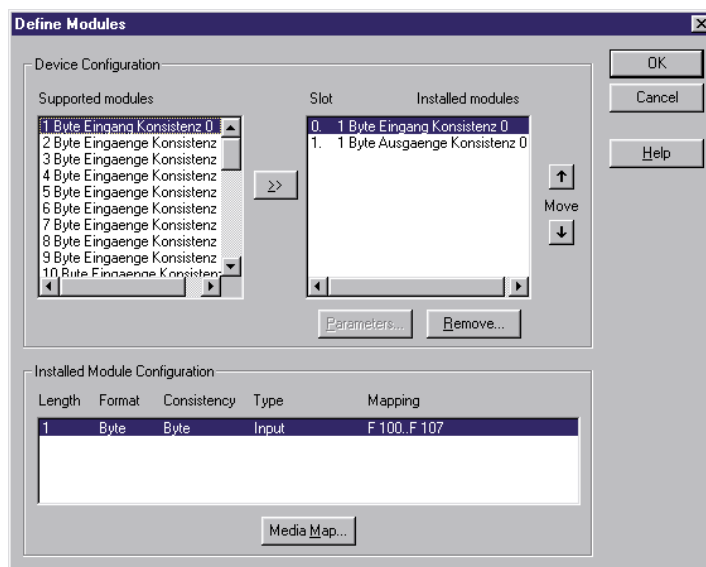 Define Modules
Device Configuration
OK
Cancel
Help
Supported modules
1 Byte Eingang Konsistenz 0
2 Byte Eingaenge Konsistenz
3 Byte Eingaenge Konsistenz
4 Byte Eingaenge Konsistenz
5 Byte Eingaenge Konsistenz
6 Byte Eingaenge Konsistenz
7 Byte Eingaenge Konsistenz
8 Byte Eingaenge Konsistenz
9 Byte Eingaenge Konsistenz
10 Byte Eingaenge Konsisten
>>
Slot Installed modules
0. 1 Byte Eingang Konsistenz 0
1. 1 Byte Ausgaenge Konsistenz 0
Move
Parameters... Remove...
Installed Module Configuration
Length Format Consistency Type Mapping
1 Byte Byte Input F 100..F 107
Media Map...